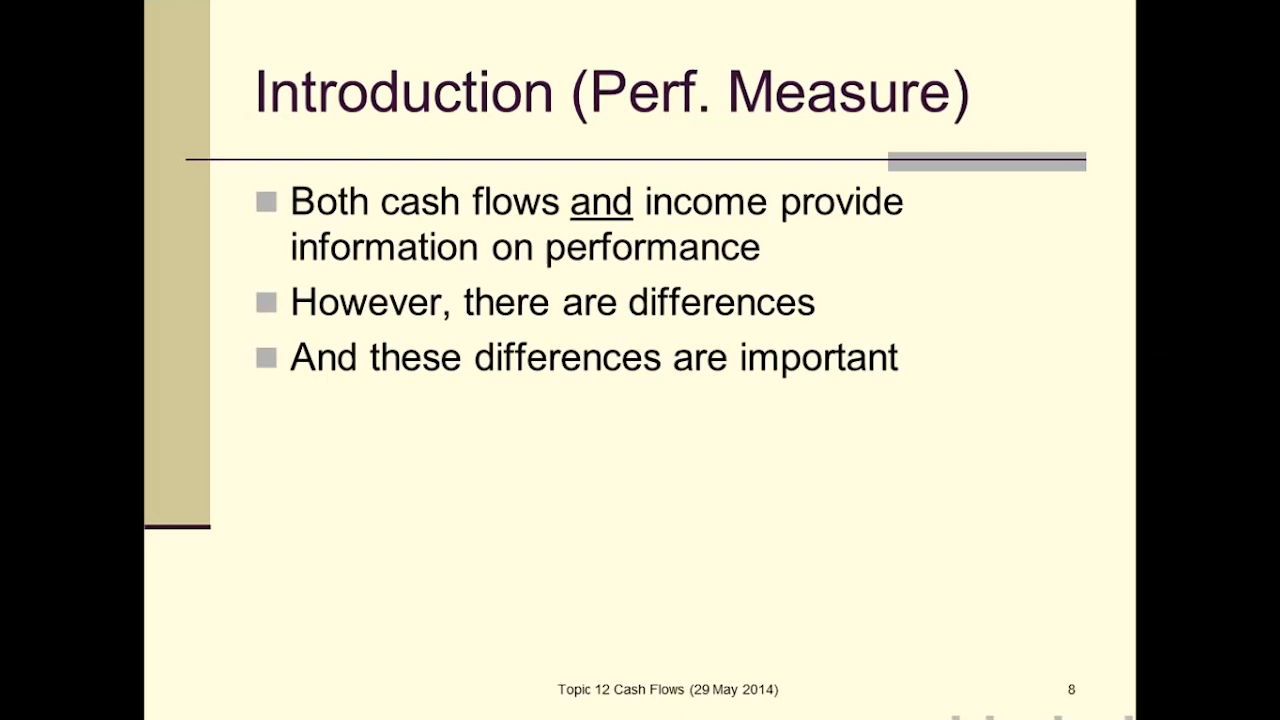 Introduction (Perf. Measure)
Both cash flows and income provide
information on performance
However, there are differences
And these differences are important
Topic 12 Cash Flows (29 May 2014)
8